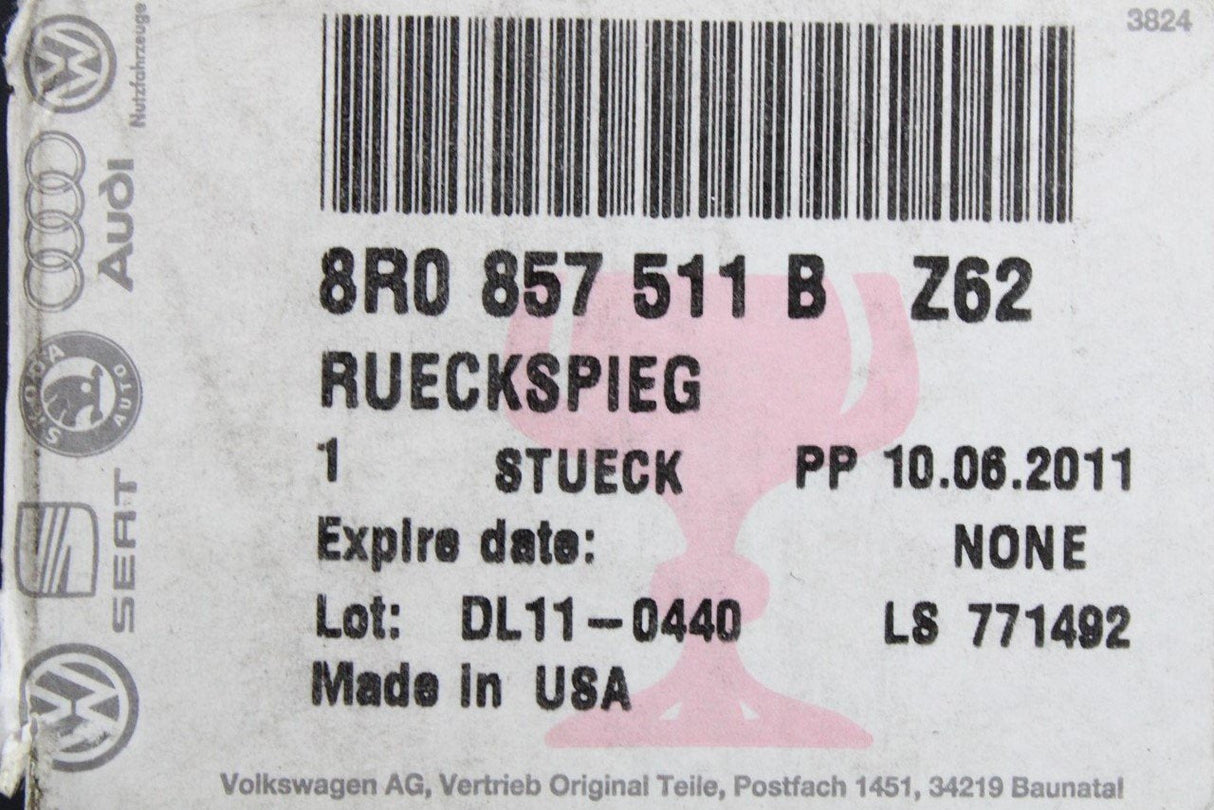 3824
Nutzfahrzeuge
Audi
SKODA AUTO
SEAT
8R0 857 511 B Z62
RUECKSPIEG
1 STUECK PP 10.06.2011
Expire date: NONE
Lot: DL11-0440 LS 771492
Made in USA
Volkswagen AG, Vertrieb Original Teile, Postfach 1451, 34219 Baunatal